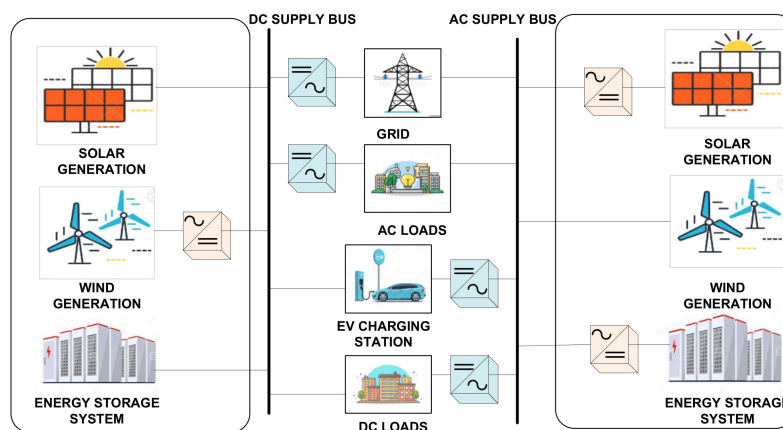 DC SUPPLY BUS
AC SUPPLY BUS
SOLAR
GENERATION
WIND
GENERATION
ENERGY STORAGE
SYSTEM
GRID
AC LOADS
EV CHARGING
STATION
DC LOADS
SOLAR
GENERATION
WIND
GENERATION
ENERGY STORAGE
SYSTEM